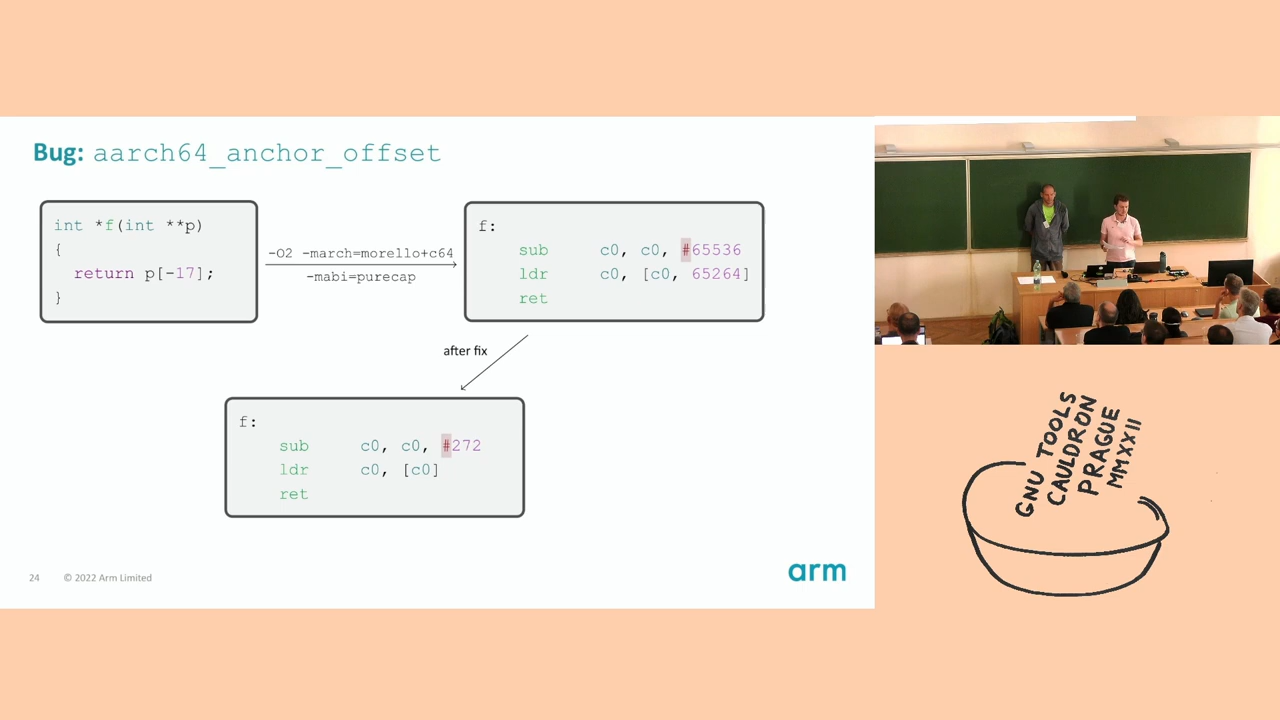 Bug: aarch64_anchor_offset
int *f(int **p)
{
return p[-17];
}
-O2 -march=morello+c64
-mabi=purecap
f:
sub c0, c0, #65536
ldr c0, [c0, 65264]
ret
after fix
f:
sub c0, c0, #272
ldr c0, [c0]
ret
24 © 2022 Arm Limited
arm
GNU TOOLS
CAULDRON
PRAGUE
MMXXII